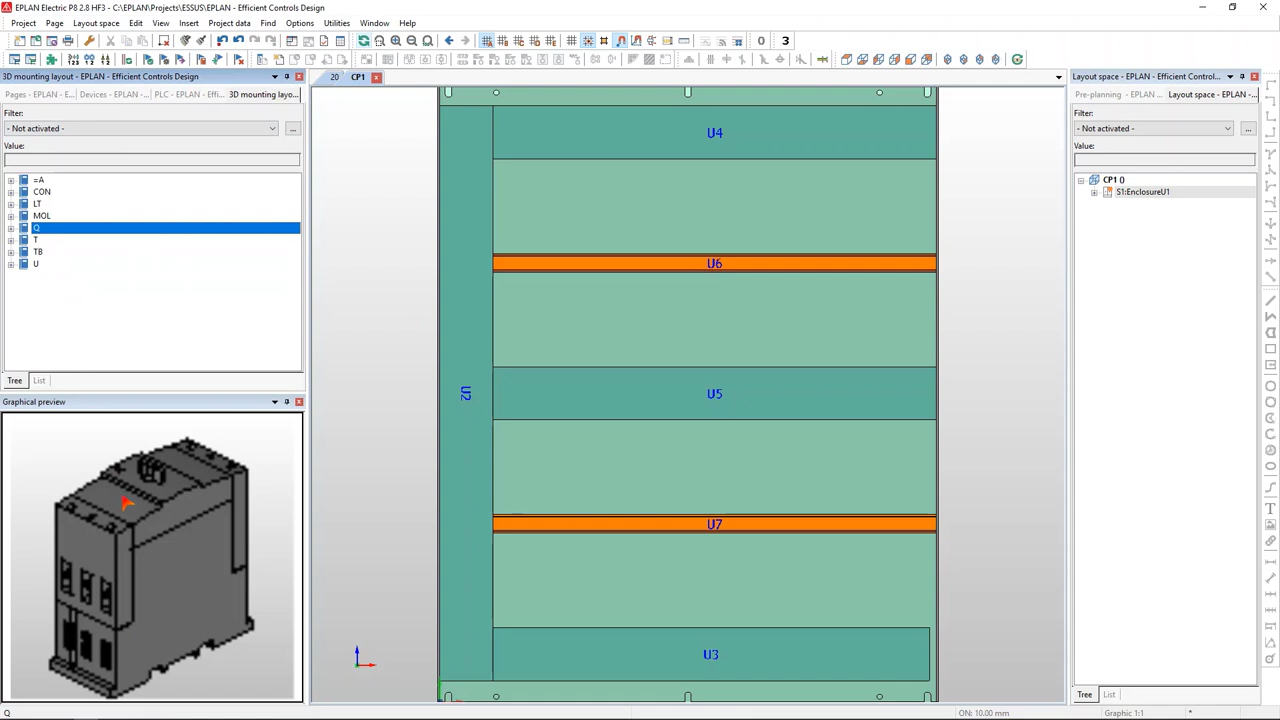 EPLAN Electric P8 2.8 HF3 - C:\EPLAN\Projects\ESSUS\EPLAN - Efficient Controls Design
Project Page Layout space Edit View Insert Project data Find Options Utilities Window Help
0 3
3D mounting layout - EPLAN - Efficient Controls Design
Pages - EPLAN - E... Devices - EPLAN -... PLC - EPLAN - Effi... 3D mounting layo...
Filter:
- Not activated -
...
Value:
=A
CON
LT
MOL
Q
T
TB
U
Tree List
Graphical preview
20 CP1
U4
U6
U2
U5
U7
U3
Layout space - EPLAN - Efficient Control...
Pre-planning - EPLAN ... Layout space - EPLAN -...
Filter:
- Not activated -
...
Value:
CP1 ()
S1:EnclosureU1
Tree List
Q
ON: 10.00 mm
Graphic 1:1
*